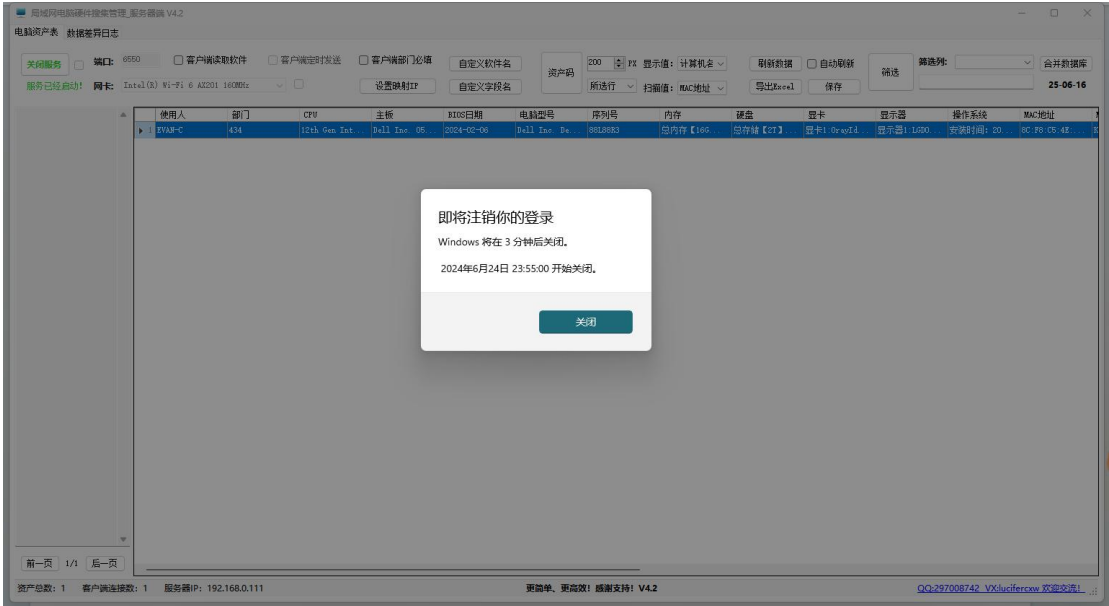 局域网电脑硬件搜集管理_服务器端 V4.2
电脑资产表 数据差异日志
关闭服务 端口: 6550 客户端读取软件 客户端定时发送 客户端部门必填 自定义软件名 资产码 200 PX 显示值: 计算机名 刷新数据 自动刷新 筛选 筛选列: 合并数据库
服务已经启动! 网卡: Intel(R) Wi-Fi 6 AX201 160MHz 设置映射IP 自定义字段名 所选行 扫描值: MAC地址 导出Excel 保存 25-06-16
使用人 部门 CPU 主板 BIOS日期 电脑型号 序列号 内存 硬盘 显卡 显示器 操作系统 MAC地址
1 EVAN-C 434 12th Gen Int... Dell Inc. 05... 2024-02-06 Dell Inc. De... 总内存【16G... 总存储【2T】... 显卡1:OrayId... 显示器1:LGD0... 安装时间: 20... 8C:F8:C5:4E:...
即将注销你的登录
Windows 将在 3 分钟后关闭。
2024年6月24日 23:55:00 开始关闭。
关闭
前一页 1/1 后一页
资产总数: 1 客户端连接数: 1 服务器IP: 192.168.0.111 更简单、更高效! 感谢支持! V4.2 QQ:297008742 VX:lucifercxw 欢迎交流!